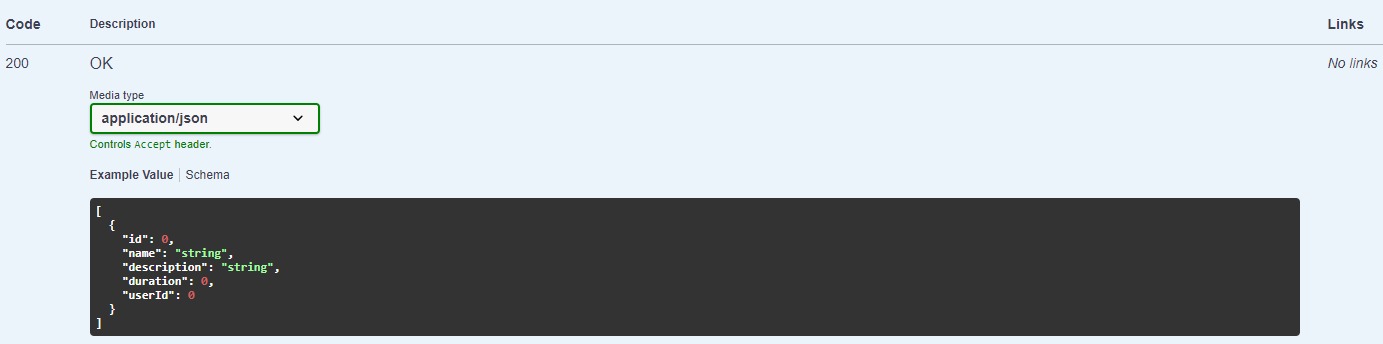 Code Description Links
200 OK No links
Media type
application/json
Controls Accept header.
Example Value Schema
[
  {
    "id": 0,
    "name": "string",
    "description": "string",
    "duration": 0,
    "userId": 0
  }
]